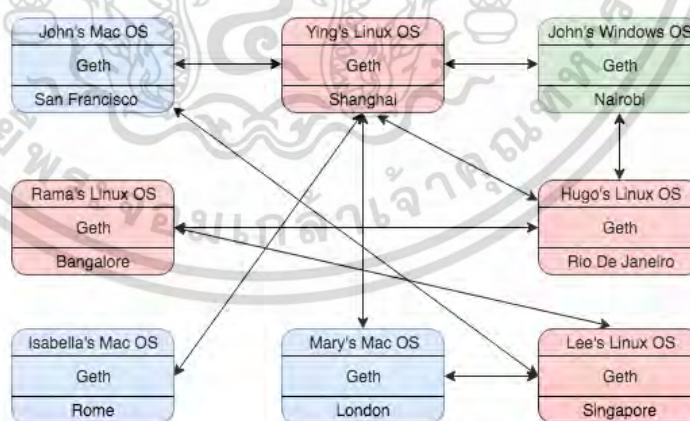 John's Mac OS
Geth
San Francisco
Ying's Linux OS
Geth
Shanghai
John's Windows OS
Geth
Nairobi
Rama's Linux OS
Geth
Bangalore
Hugo's Linux OS
Geth
Rio De Janeiro
Isabella's Mac OS
Geth
Rome
Mary's Mac OS
Geth
London
Lee's Linux OS
Geth
Singapore